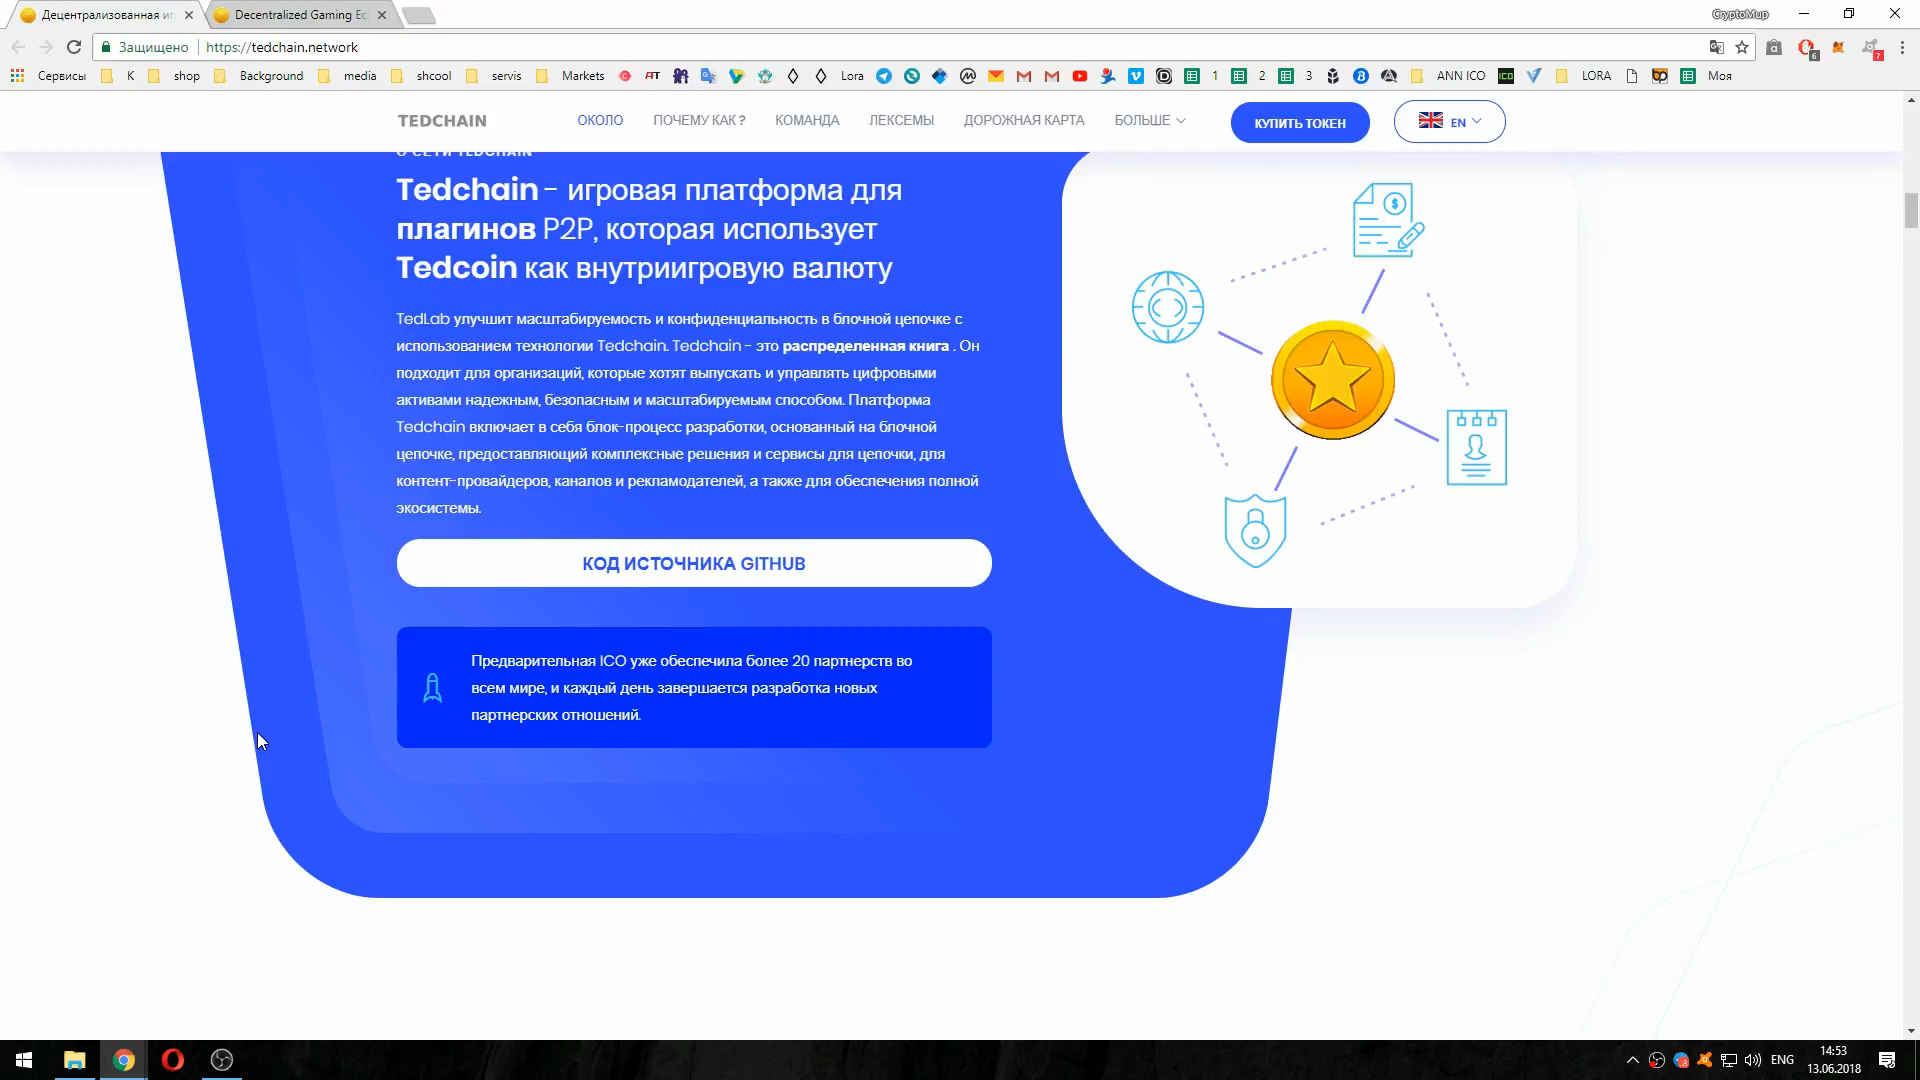 Децентрализованная иг
Decentralized Gaming Ec
CryptoMup
Защищено
https://tedchain.network
6
7
Сервисы
K
shop
Background
media
shcool
servis
Markets
AT
Lora
1
2
3
ANN ICO
ICO
LORA
Моя
TEDCHAIN
ОКОЛО
ПОЧЕМУ КАК ?
КОМАНДА
ЛЕКСЕМЫ
ДОРОЖНАЯ КАРТА
БОЛЬШЕ
КУПИТЬ ТОКЕН
EN
О СЕТИ TEDCHAIN
Tedchain - игровая платформа для
плагинов P2P, которая использует
Tedcoin как внутриигровую валюту
TedLab улучшит масштабируемость и конфиденциальность в блочной цепочке с
использованием технологии Tedchain. Tedchain - это распределенная книга . Он
подходит для организаций, которые хотят выпускать и управлять цифровыми
активами надежным, безопасным и масштабируемым способом. Платформа
Tedchain включает в себя блок-процесс разработки, основанный на блочной
цепочке, предоставляющий комплексные решения и сервисы для цепочки, для
контент-провайдеров, каналов и рекламодателей, а также для обеспечения полной
экосистемы.
КОД ИСТОЧНИКА GITHUB
Предварительная ICO уже обеспечила более 20 партнерств во
всем мире, и каждый день завершается разработка новых
партнерских отношений.
$
ENG
14:53
13.06.2018